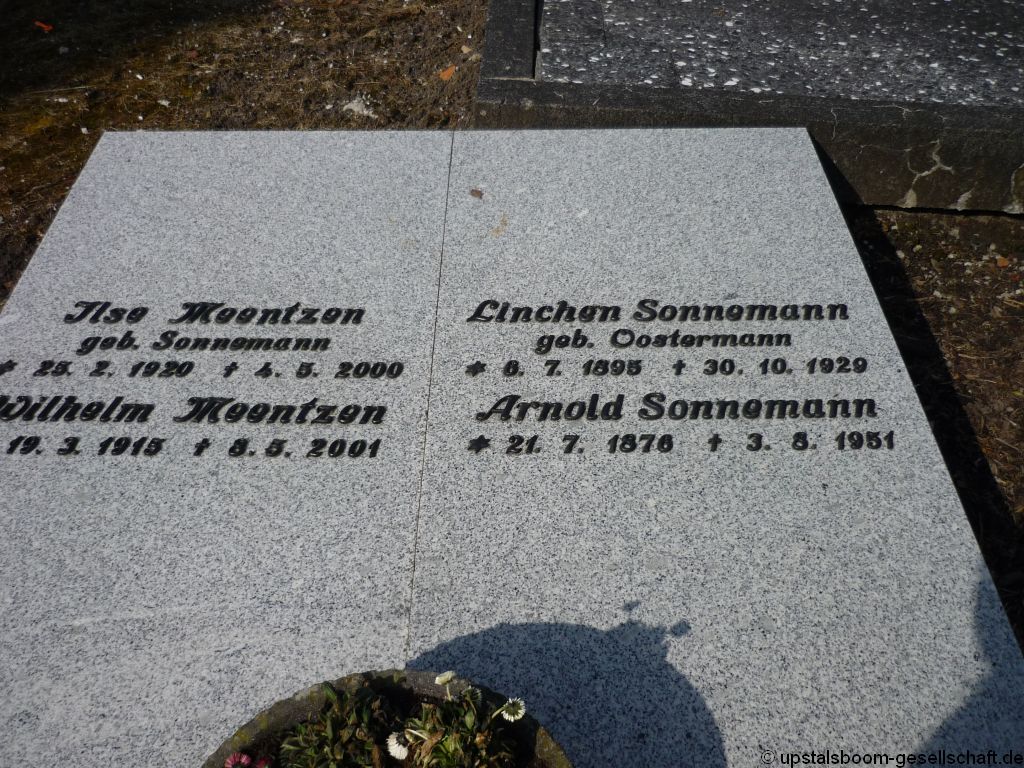 Ilse Meentzen
geb. Sonnemann
* 25. 2. 1920 † 4. 5. 2000
Wilhelm Meentzen
19. 3. 1915 † 8. 5. 2001
Linchen Sonnemann
geb. Oostermann
* 6. 7. 1895 † 30. 10. 1929
Arnold Sonnemann
* 21. 7. 1876 † 3. 8. 1951
© upstalsboom-gesellschaft.de